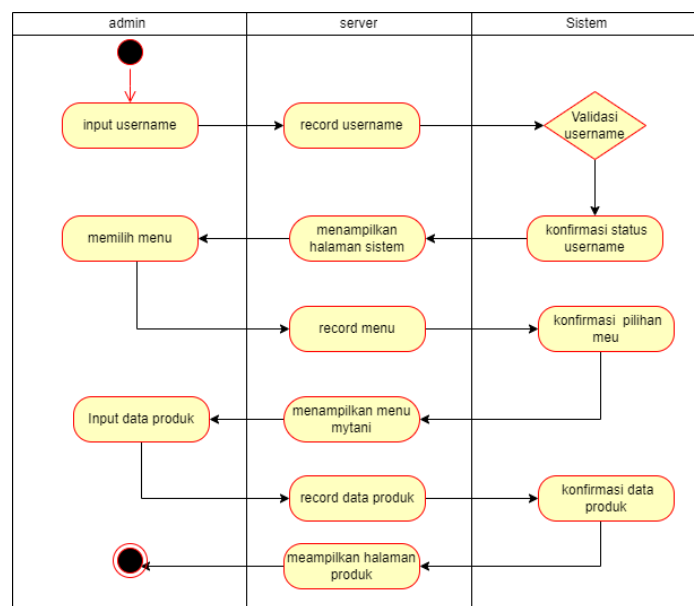 admin
server
Sistem
input username
record username
Validasi
username
memilih menu
menampilkan
halaman sistem
konfirmasi status
username
record menu
konfirmasi pilihan
meu
Input data produk
menampilkan menu
mytani
record data produk
konfirmasi data
produk
meampilkan halaman
produk